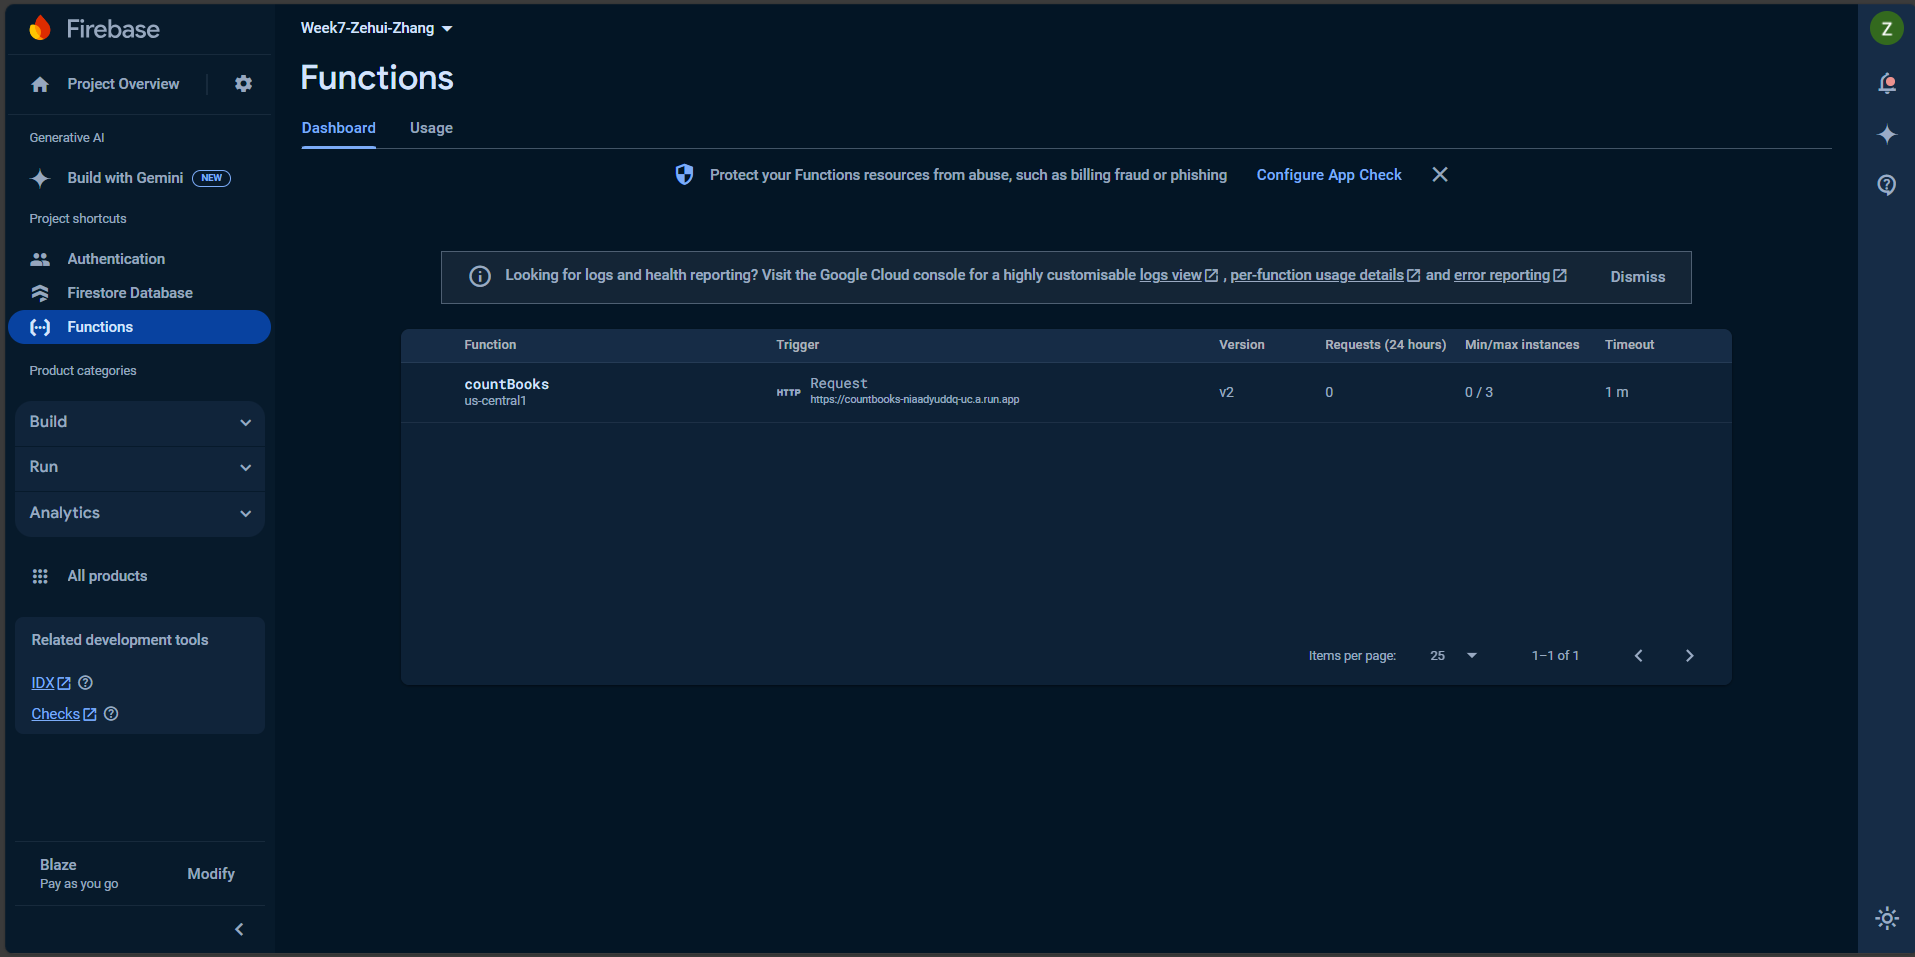 Firebase
Project Overview
Generative AI
Build with Gemini NEW
Project shortcuts
Authentication
Firestore Database
Functions
Product categories
Build
Run
Analytics
All products
Related development tools
IDX
Checks
Blaze
Pay as you go
Modify
Week7-Zehui-Zhang
Functions
Dashboard Usage
Protect your Functions resources from abuse, such as billing fraud or phishing Configure App Check
Looking for logs and health reporting? Visit the Google Cloud console for a highly customisable logs view , per-function usage details and error reporting Dismiss
Function Trigger Version Requests (24 hours) Min/max instances Timeout
countBooks HTTP Request v2 0 0 / 3 1 m
us-central1 https://countbooks-niaadyuddq-uc.a.run.app
Items per page: 25 1–1 of 1
Z